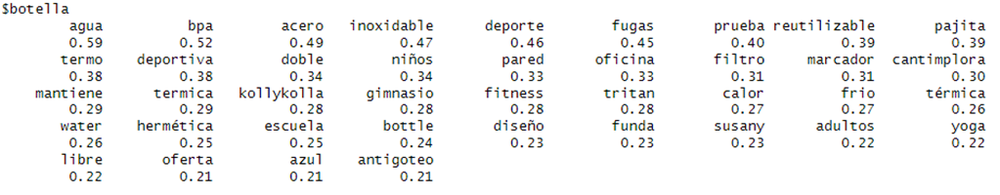 $botella
agua bpa acero inoxidable deporte fugas prueba reutilizable pajita
0.59 0.52 0.49 0.47 0.46 0.45 0.40 0.39 0.39
termo deportiva doble niños pared oficina filtro marcador cantimplora
0.38 0.38 0.34 0.34 0.33 0.33 0.31 0.31 0.30
mantiene termica kollykolla gimnasio fitness tritan calor frio térmica
0.29 0.29 0.28 0.28 0.28 0.28 0.27 0.27 0.26
water hermética escuela bottle diseño funda susany adultos yoga
0.26 0.25 0.25 0.24 0.23 0.23 0.23 0.22 0.22
libre oferta azul antigoteo
0.22 0.21 0.21 0.21